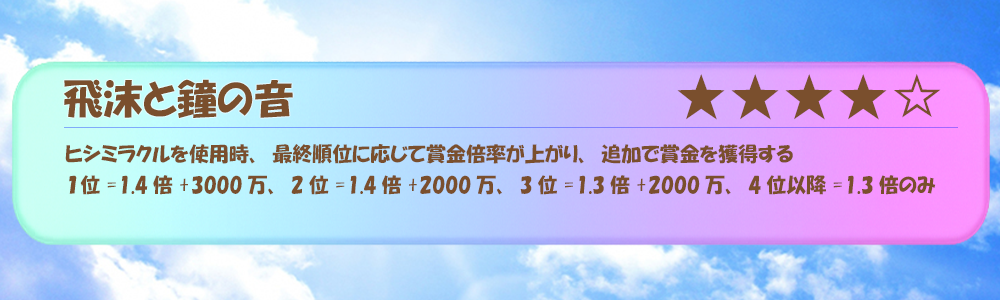 飛沫と鐘の音 ★★★★☆
ヒシミラクルを使用時、最終順位に応じて賞金倍率が上がり、追加で賞金を獲得する
1位=1.4倍+3000万、2位=1.4倍+2000万、3位=1.3倍+2000万、4位以降=1.3倍のみ